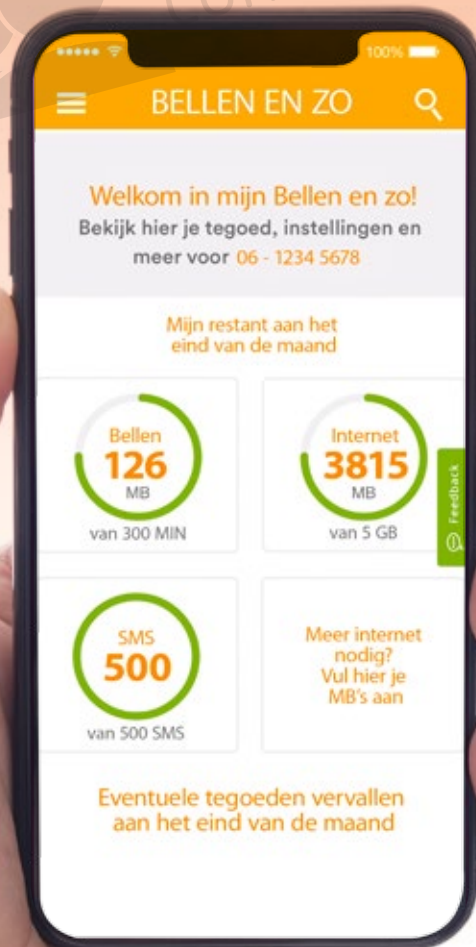 100%
BELLEN EN ZO
Welkom in mijn Bellen en zo!
Bekijk hier je tegoed, instellingen en
meer voor 06 - 1234 5678
Mijn restant aan het
eind van de maand
Bellen
126
MB
van 300 MIN
Internet
3815
MB
van 5 GB
Feedback
SMS
500
van 500 SMS
Meer internet
nodig?
Vul hier je
MB's aan
Eventuele tegoeden vervallen
aan het eind van de maand